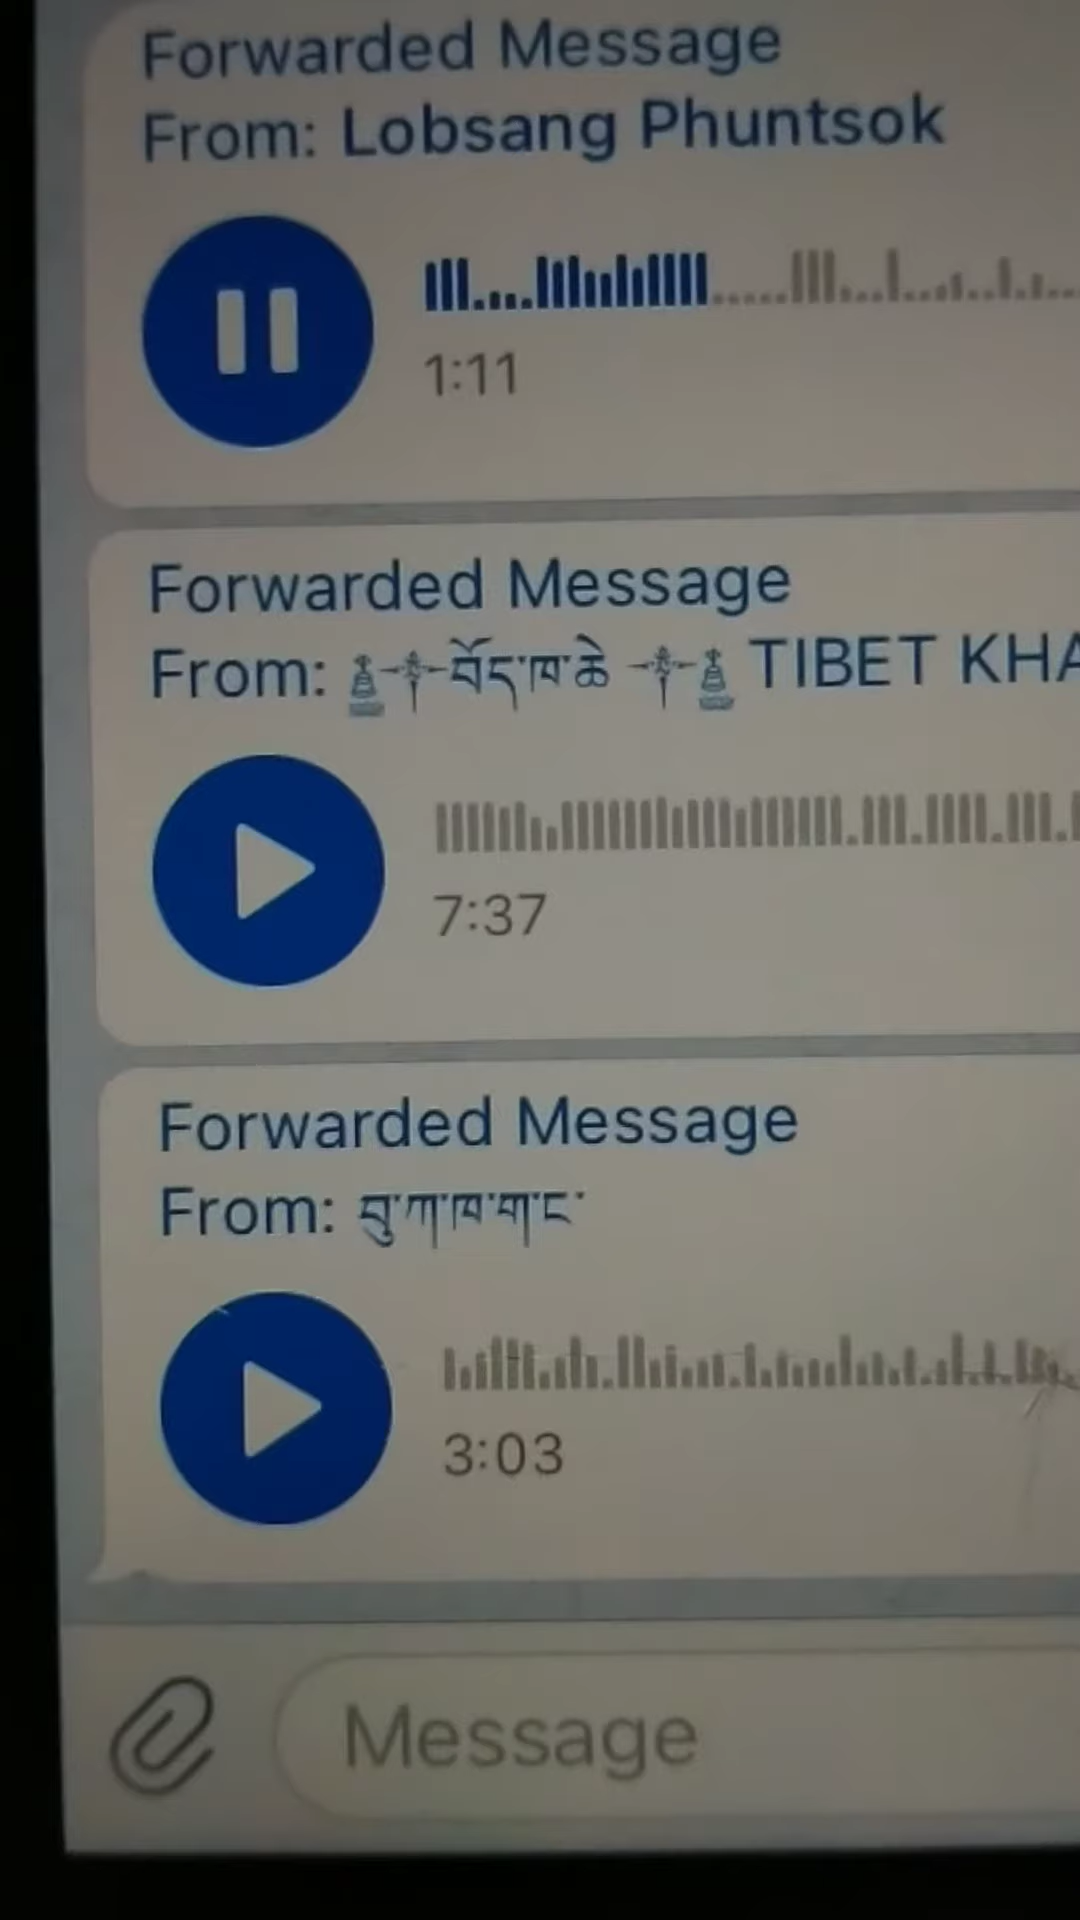 Forwarded Message
From: Lobsang Phuntsok
1:11
Forwarded Message
From: བོད་ཁ་ཆེ TIBET KHA
7:37
Forwarded Message
From: བུ་ཀ་ཁ་ག་ང་
3:03
Message